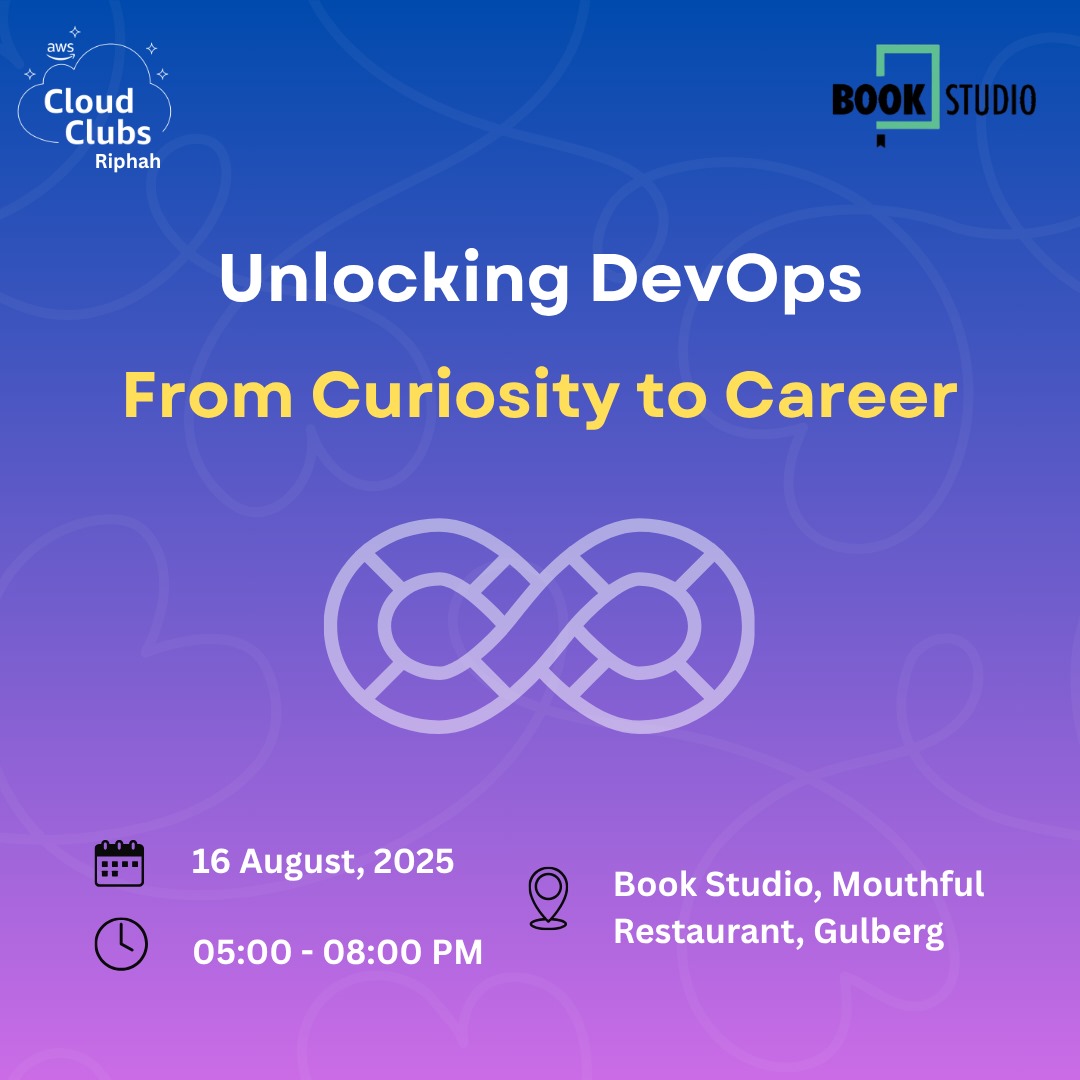 aws
Cloud
Clubs
Riphah
BOOK STUDIO
Unlocking DevOps
From Curiosity to Career
16 August, 2025
05:00 - 08:00 PM
Book Studio, Mouthful
Restaurant, Gulberg